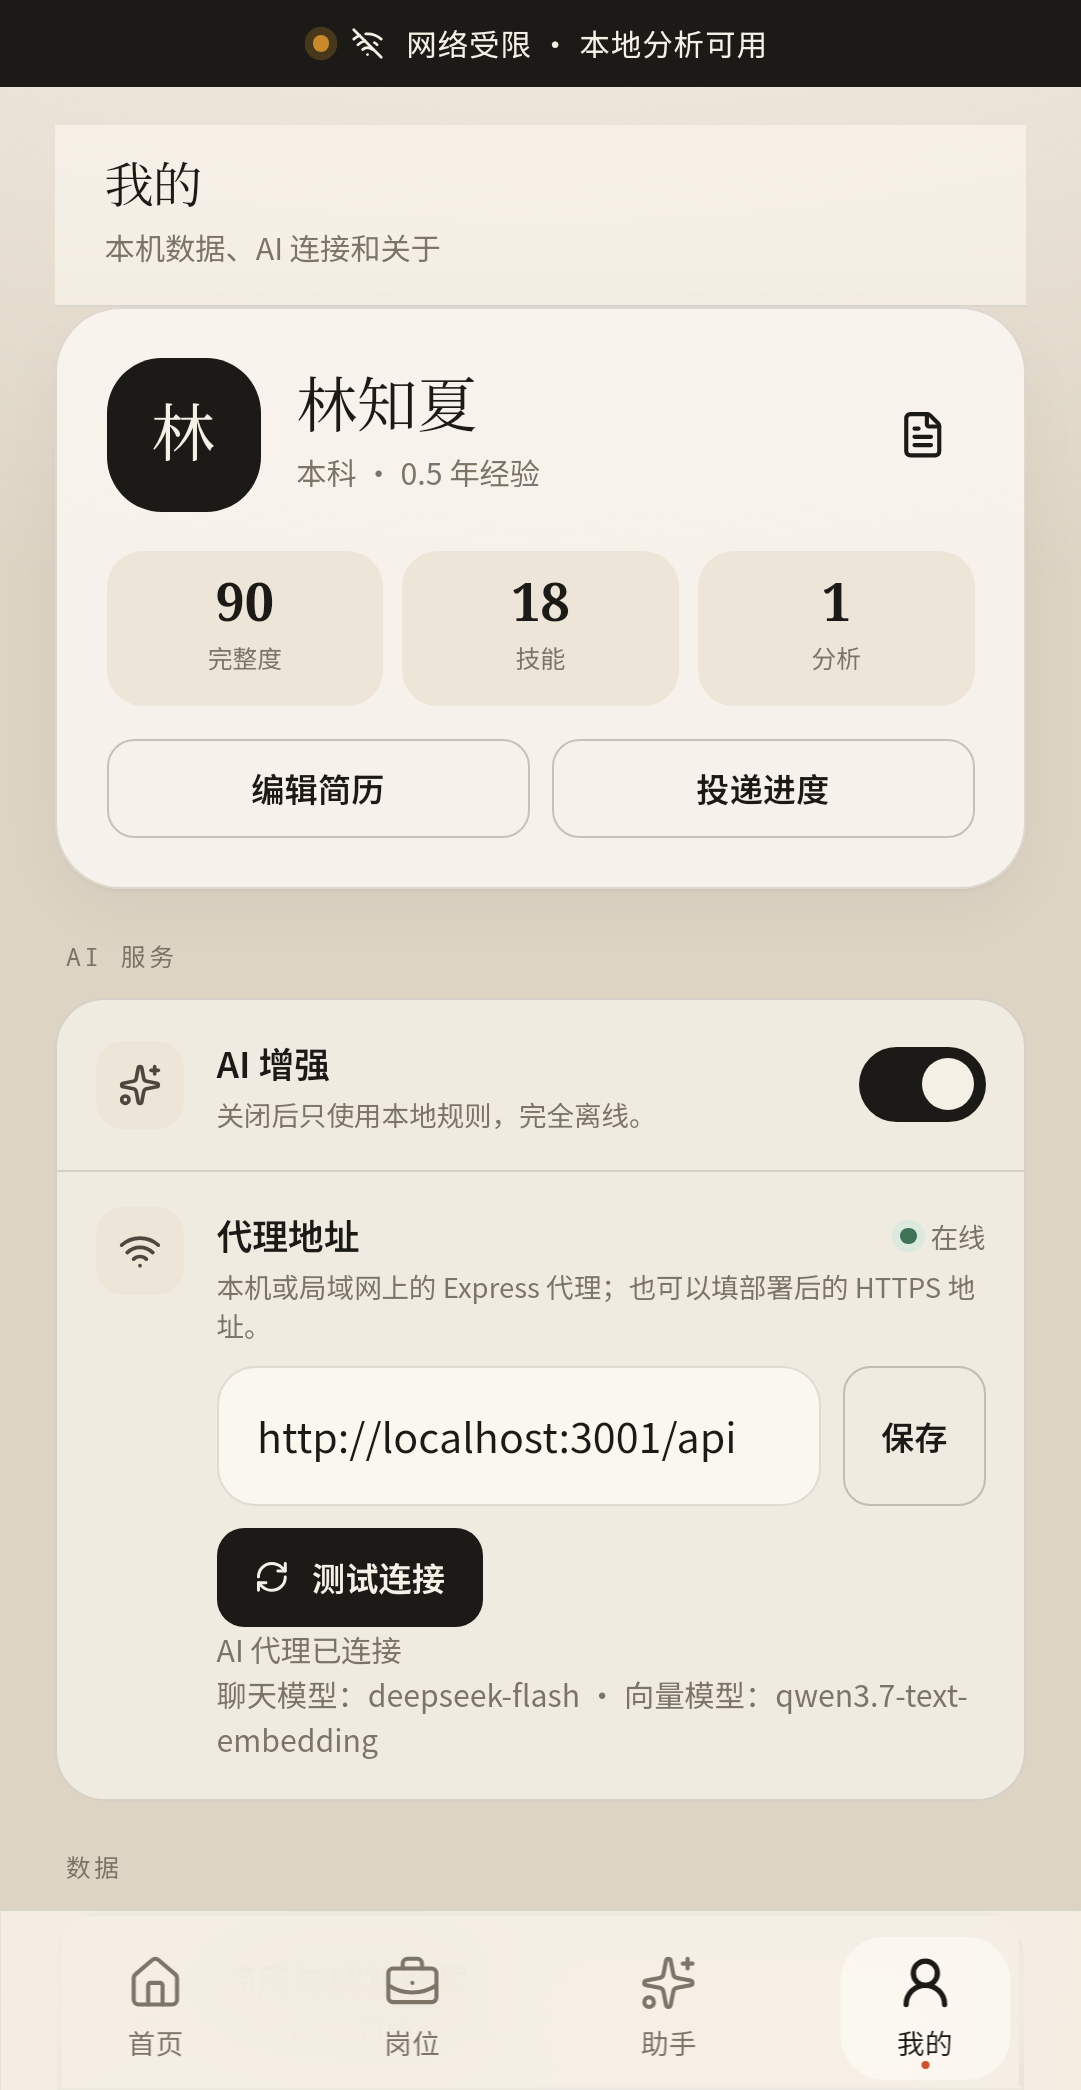 网络受限 · 本地分析可用
我的
本机数据、AI 连接和关于
林
林知夏
本科 · 0.5 年经验
90
完整度
18
技能
1
分析
编辑简历
投递进度
AI 服务
AI 增强
关闭后只使用本地规则，完全离线。
代理地址
在线
本机或局域网上的 Express 代理；也可以填部署后的 HTTPS 地
址。
http://localhost:3001/api
保存
测试连接
AI 代理已连接
聊天模型：deepseek-flash · 向量模型：qwen3.7-text-
embedding
数据
首页
岗位
助手
我的